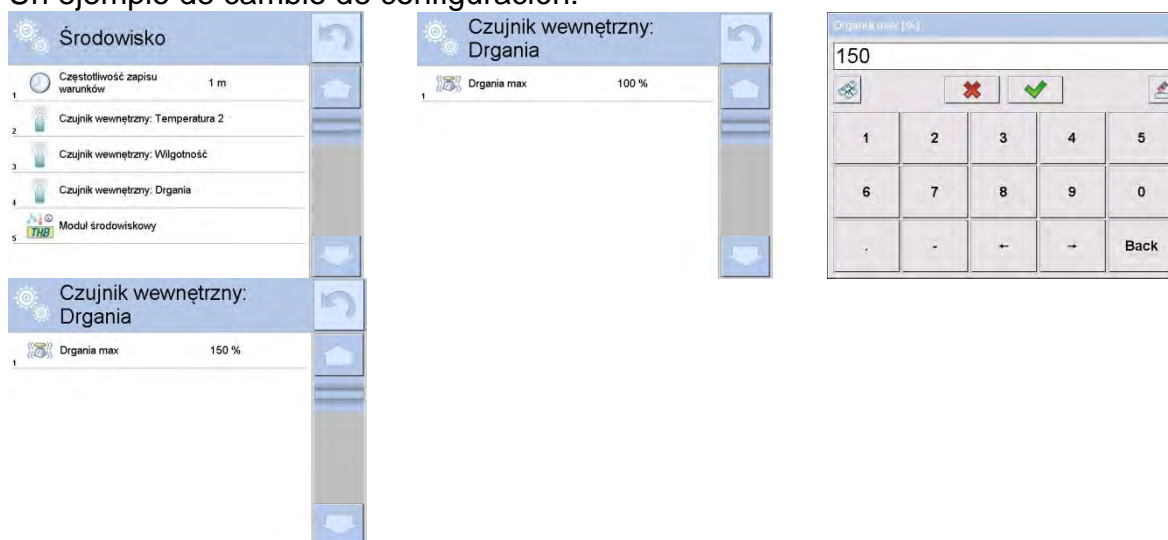 Un ejemplo de cambio de configuración:
Środowisko
1 Częstotliwość zapisu
warunków 1 m
2 Czujnik wewnętrzny: Temperatura 2
3 Czujnik wewnętrzny: Wilgotność
4 Czujnik wewnętrzny: Drgania
5 THB Moduł środowiskowy
Czujnik wewnętrzny:
Drgania
1 Drgania max 100 %
Drgania max [%]
150
1 2 3 4 5
6 7 8 9 0
. - ← → Back
Czujnik wewnętrzny:
Drgania
1 Drgania max 150 %